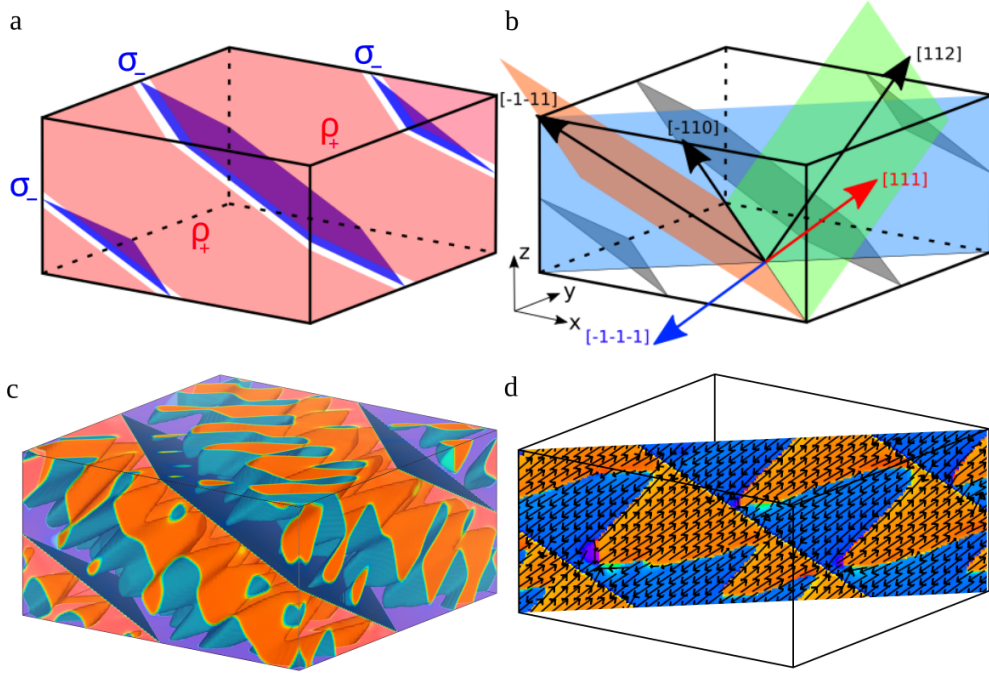 a
σ_
σ_
ρ+
σ_
ρ+
b
[112]
[-1-11]
[-110]
[111]
z
y
x
[-1-1-1]
c
d